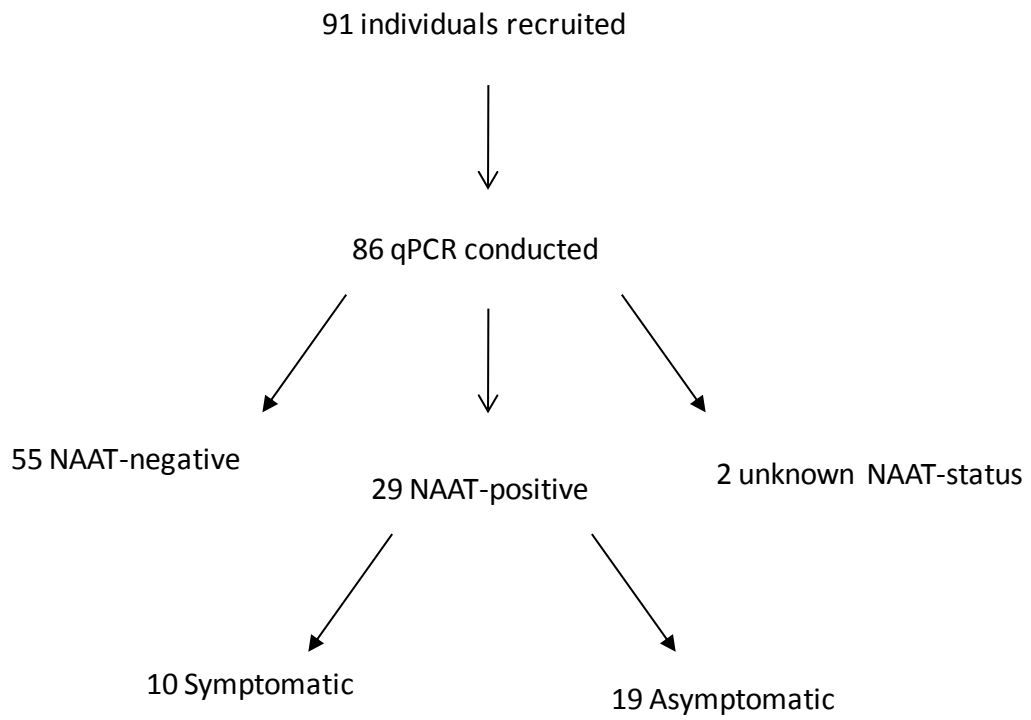 91 individuals recruited
86 qPCR conducted
55 NAAT-negative
29 NAAT-positive
2 unknown NAAT-status
10 Symptomatic
19 Asymptomatic